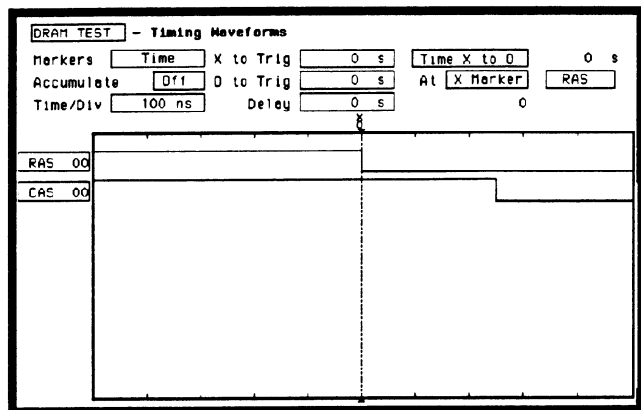 DRAM TEST - Timing Waveforms
Markers Time X to Trig 0 s Time X to O 0 s
Accumulate Off O to Trig 0 s At X Marker RAS
Time/Div 100 ns Delay 0 s 0
X
O
RAS 00
CAS 00